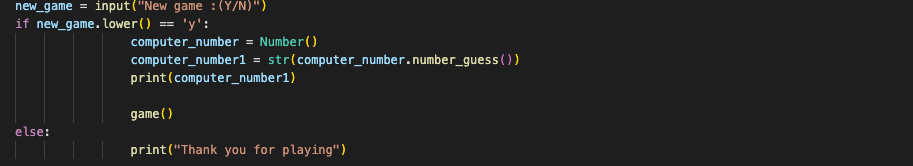 new_game = input("New game :(Y/N)")
if new_game.lower() == 'y':
computer_number = Number()
computer_number1 = str(computer_number.number_guess())
print(computer_number1)
game()
else:
print("Thank you for playing")